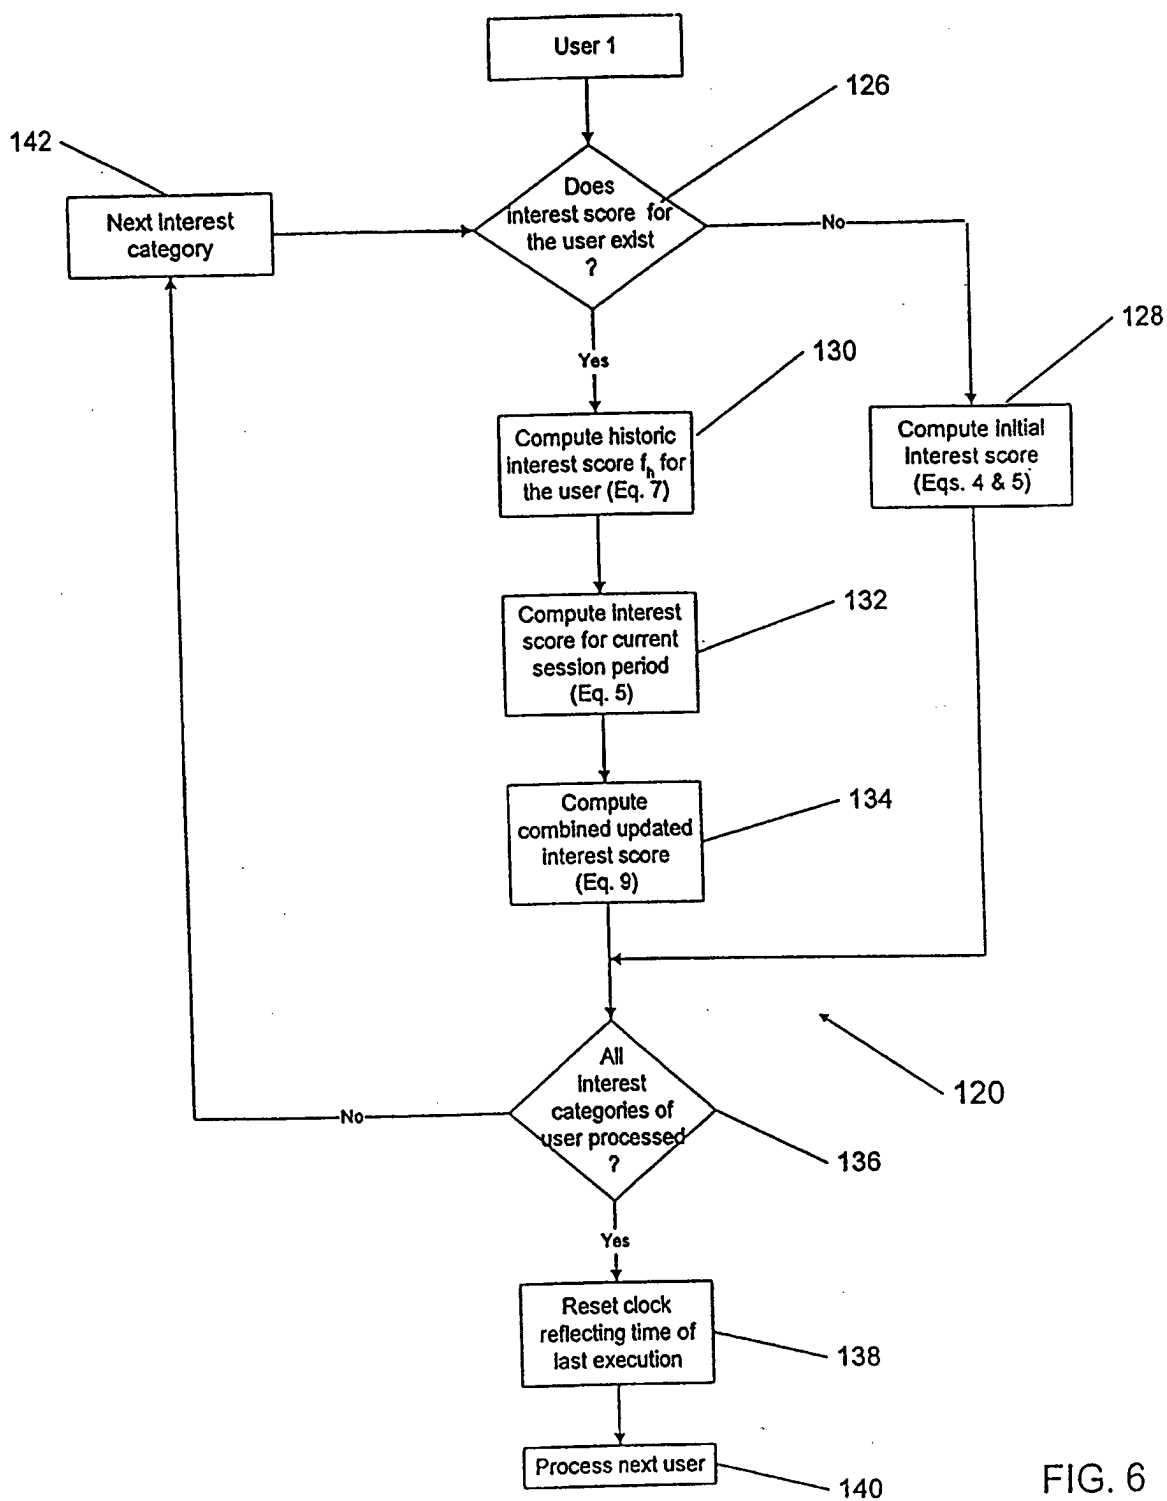 User 1
126
142
Does
interest score for
the user exist
?
No
Next interest
category
128
Yes
130
Compute historic
interest score fh for
the user (Eq. 7)
Compute initial
interest score
(Eqs. 4 & 5)
132
Compute interest
score for current
session period
(Eq. 5)
134
Compute
combined updated
interest score
(Eq. 9)
120
All
interest
categories of
user processed
?
No
136
Yes
Reset clock
reflecting time of
last execution
138
Process next user
140
FIG. 6